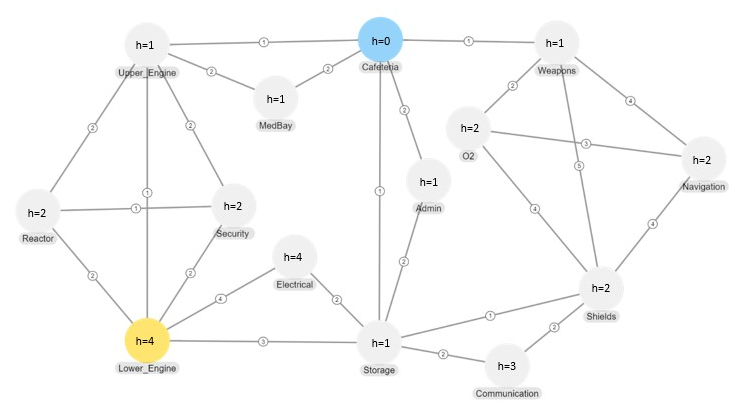 h=1
1
h=0
1
h=1
Upper_Engine
Cafeteria
Weapons
2
2
h=1
MedBay
2
4
2
2
2
h=2
O2
3
5
h=2
Navigation
1
1
h=1
Admin
h=2
Reactor
1
h=2
Security
4
4
2
2
h=4
Electrical
2
4
2
h=2
Shields
1
2
h=4
Lower_Engine
3
h=1
Storage
2
h=3
Communication